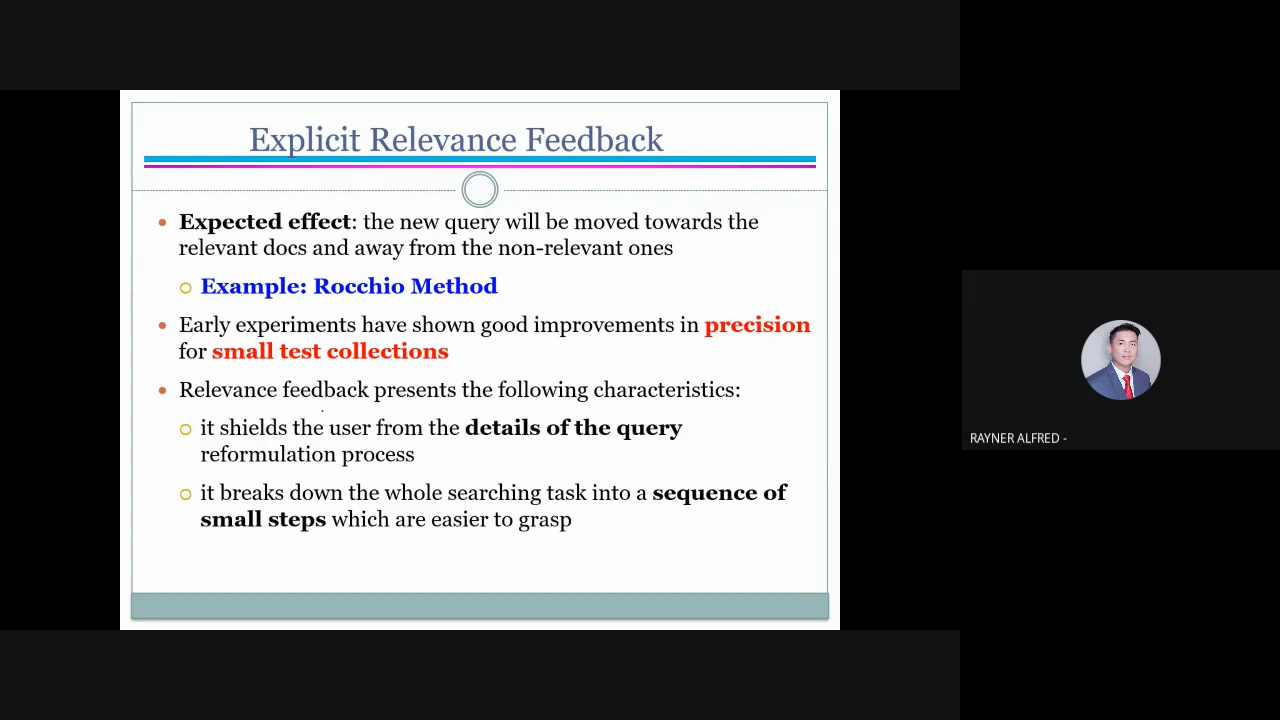 Explicit Relevance Feedback
• Expected effect: the new query will be moved towards the
relevant docs and away from the non-relevant ones
○ Example: Rocchio Method
• Early experiments have shown good improvements in precision
for small test collections
• Relevance feedback presents the following characteristics:
○ it shields the user from the details of the query
reformulation process
○ it breaks down the whole searching task into a sequence of
small steps which are easier to grasp
RAYNER ALFRED -